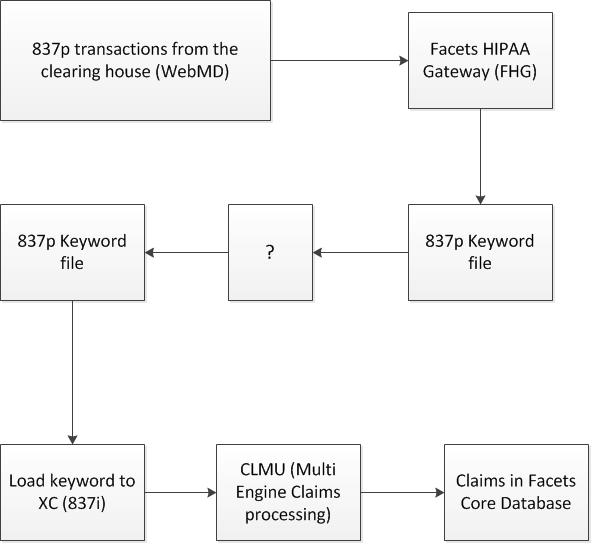 837p transactions from the
clearing house (WebMD)
Facets HIPAA
Gateway (FHG)
837p Keyword
file
?
837p Keyword
file
Load keyword to
XC (837i)
CLMU (Multi
Engine Claims
processing)
Claims in Facets
Core Database